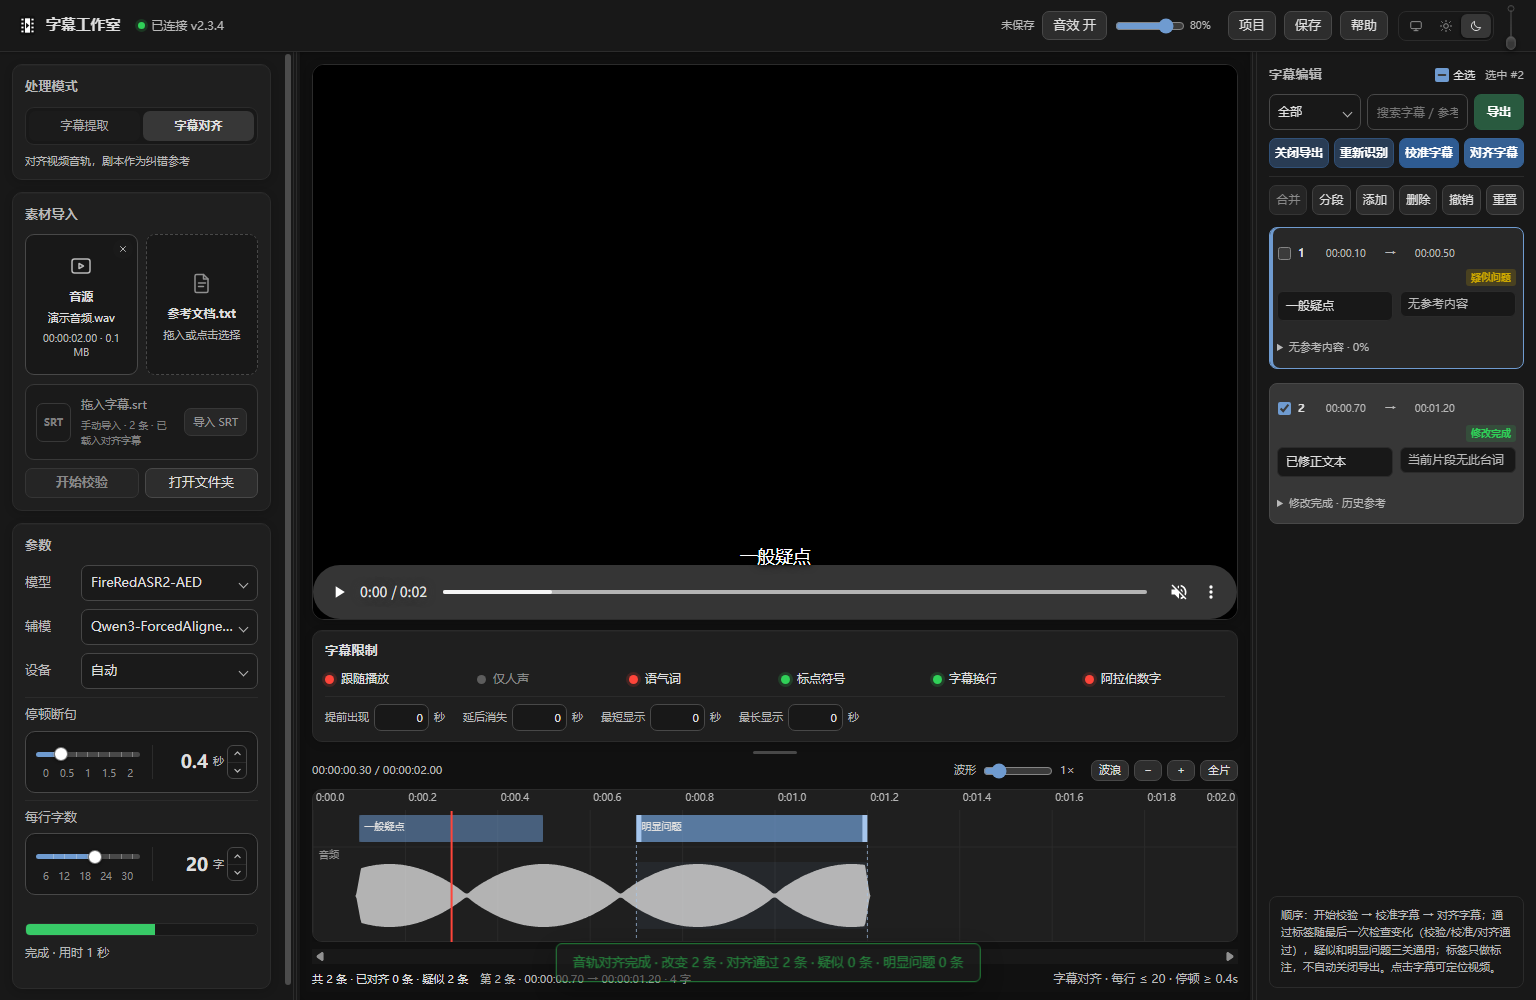 字幕工作室
已连接 v2.3.4
未保存
音效 开
80%
项目
保存
帮助
处理模式
字幕提取
字幕对齐
对齐视频音轨，剧本作为纠错参考
素材导入
×
音源
演示音频.wav
00:00:02.00 · 0.1
MB
参考文档.txt
拖入或点击选择
SRT
拖入字幕.srt
手动导入 · 2 条 · 已
载入对齐字幕
导入 SRT
开始校验
打开文件夹
参数
模型
FireRedASR2-AED
辅模
Qwen3-ForcedAligne...
设备
自动
停顿断句
0 0.5 1 1.5 2
0.4 秒
每行字数
6 12 18 24 30
20 字
完成 · 用时 1 秒
一般疑点
0:00 / 0:02
字幕限制
跟随播放
仅人声
语气词
标点符号
字幕换行
阿拉伯数字
提前出现 0 秒
延后消失 0 秒
最短显示 0 秒
最长显示 0 秒
00:00:00.30 / 00:00:02.00
波形
1×
波浪
−
+
全片
0:00.0 0:00.2 0:00.4 0:00.6 0:00.8 0:01.0 0:01.2 0:01.4 0:01.6 0:01.8 0:02.0
一般疑点
明显问题
音频
音轨对齐完成 · 改变 2 条 · 对齐通过 2 条 · 疑似 0 条 · 明显问题 0 条
共 2 条 · 已对齐 0 条 · 疑似 2 条
第 2 条 · 00:00:00.70 → 00:00:01.20 · 4 字
字幕对齐 · 每行 ≤ 20 · 停顿 ≥ 0.4s
字幕编辑
全选
选中 #2
全部
搜索字幕 / 参考
导出
关闭导出
重新识别
校准字幕
对齐字幕
合并
分段
添加
删除
撤销
重置
1 00:00.10 → 00:00.50
疑似问题
一般疑点
无参考内容
▶ 无参考内容 · 0%
2 00:00.70 → 00:01.20
修改完成
已修正文本
当前片段无此台词
▶ 修改完成 · 历史参考
顺序：开始校验 → 校准字幕 → 对齐字幕；通
过标签随最后一次检查变化（校验/校准/对齐通
过），疑似和明显问题三关通用；标签只做标
注，不自动关闭导出。点击字幕可定位视频。